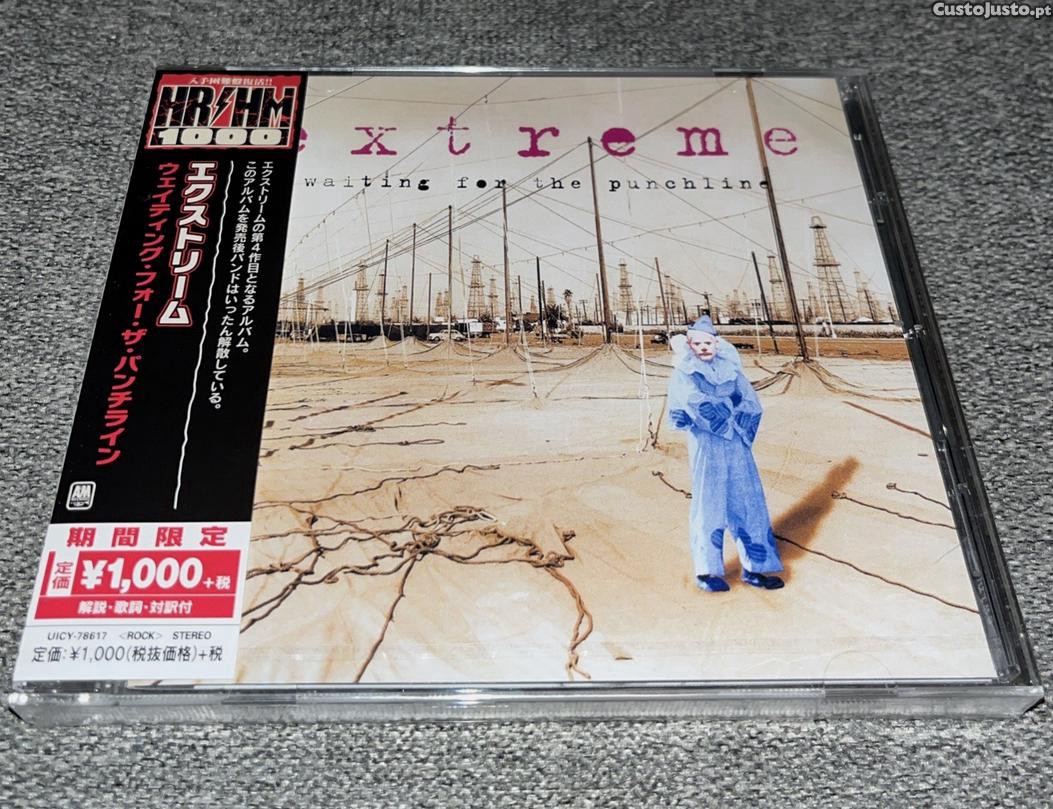 CustoJusto.pt
入手困難盤復活!!
HR/HM
1000
エクストリーム
ウェイティング・フォー・ザ・パンチライン
エクストリームの第4作目となるアルバム。
このアルバムを発売後バンドはいったん解散している。
AM
期間限定
定価 ¥1,000+税
解説・歌詞・対訳付
UICY-78617 <ROCK> STEREO
定価:¥1,000(税抜価格)+税
extreme
waiting for the punchline